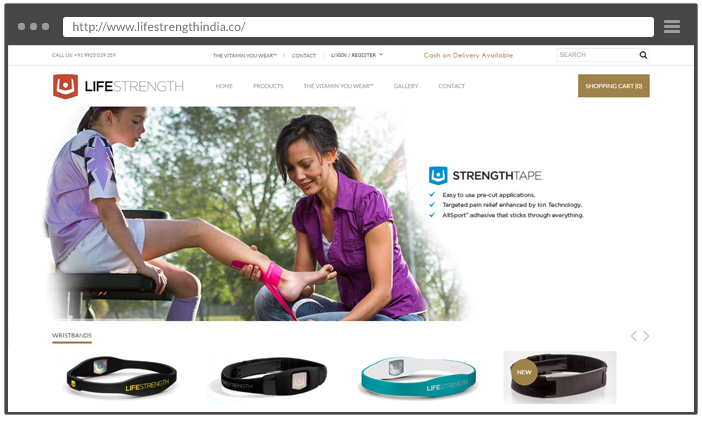 http://www.lifestrengthindia.co/
CALL US: +91 9925 039 359
THE VITAMIN YOU WEAR™ | CONTACT | LOGIN / REGISTER
Cash on Delivery Available
SEARCH
LIFESTRENGTH
HOME PRODUCTS THE VITAMIN YOU WEAR™ GALLERY CONTACT
SHOPPING CART (0)
STRENGTHTAPE
Easy to use pre-cut applications.
Targeted pain relief enhanced by Ion Technology.
AllSport™ adhesive that sticks through everything.
WRISTBANDS
LIFESTRENGTH
LIFESTRENGTH
NEW